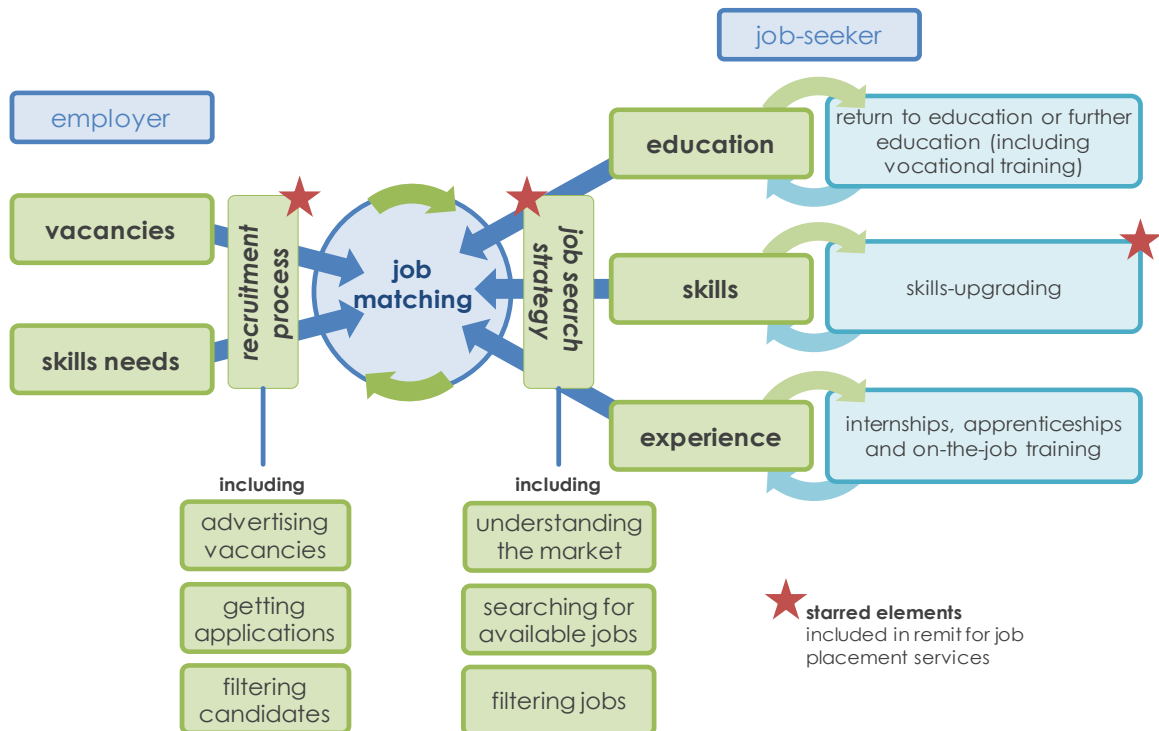 job-seeker
employer
education
return to education or further
education (including
vocational training)
vacancies
recruitment
process
job
matching
job search
strategy
skills
skills-upgrading
skills needs
experience
internships, apprenticeships
and on-the-job training
including
advertising
vacancies
getting
applications
filtering
candidates
including
understanding
the market
searching for
available jobs
filtering jobs
starred elements
included in remit for job
placement services